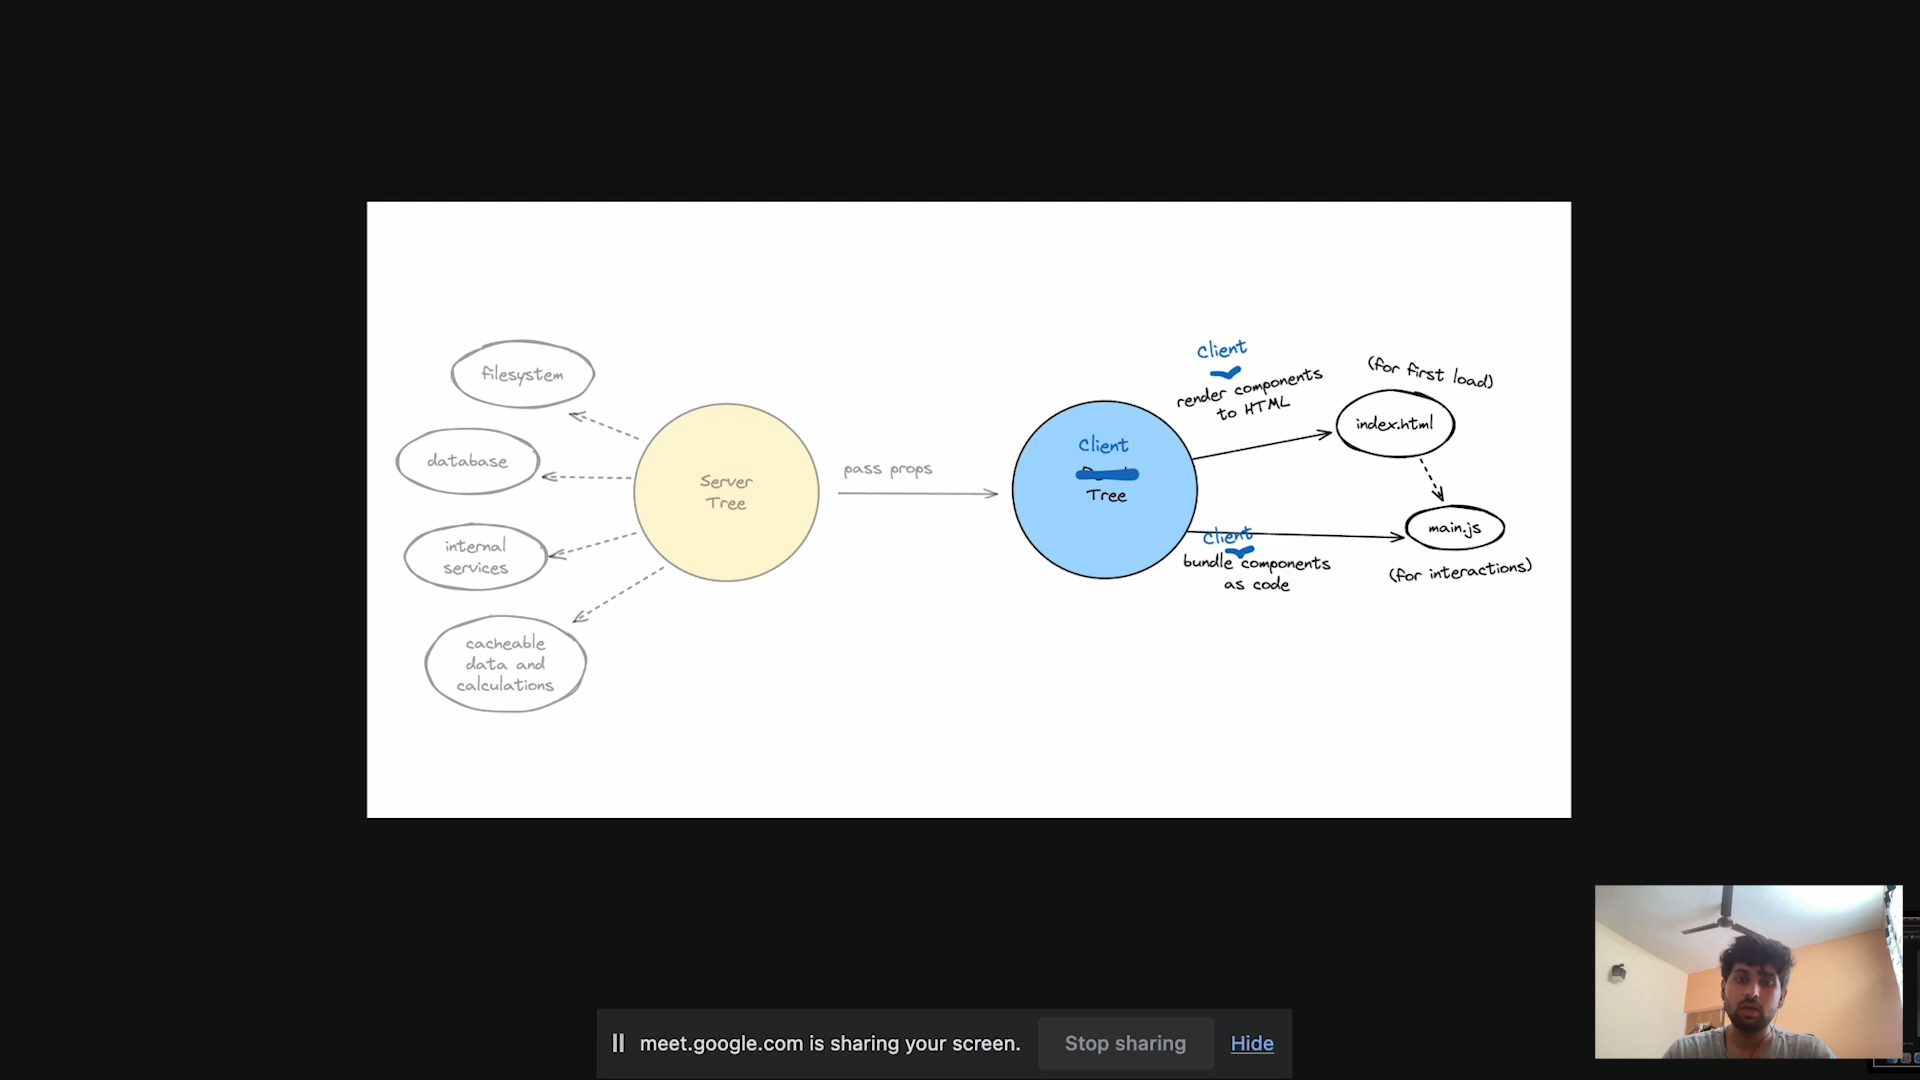 filesystem
database
internal
services
cacheable
data and
calculations
Server
Tree
pass props
Client
Tree
Client
render components
to HTML
(for first load)
index.html
main.js
(for interactions)
Client
bundle components
as code
meet.google.com is sharing your screen.
Stop sharing
Hide